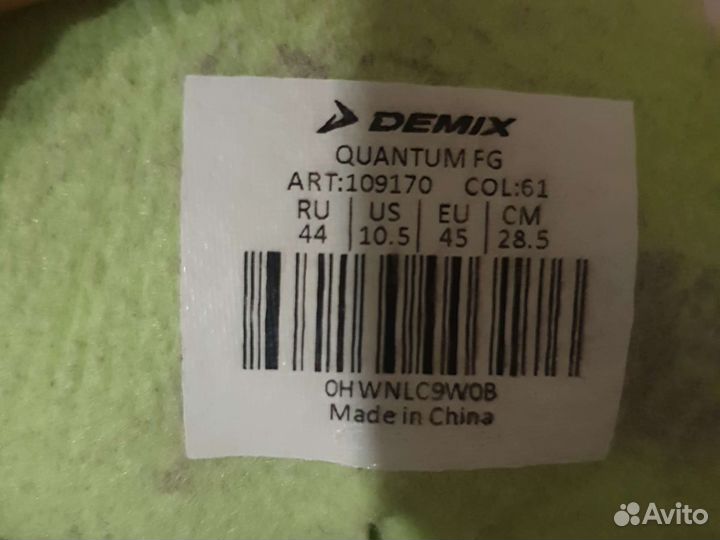 DEMIX
QUANTUM FG
ART:109170 COL:61
RU US EU CM
44 10.5 45 28.5
0HWNLC9W0B
Made in China
Avito